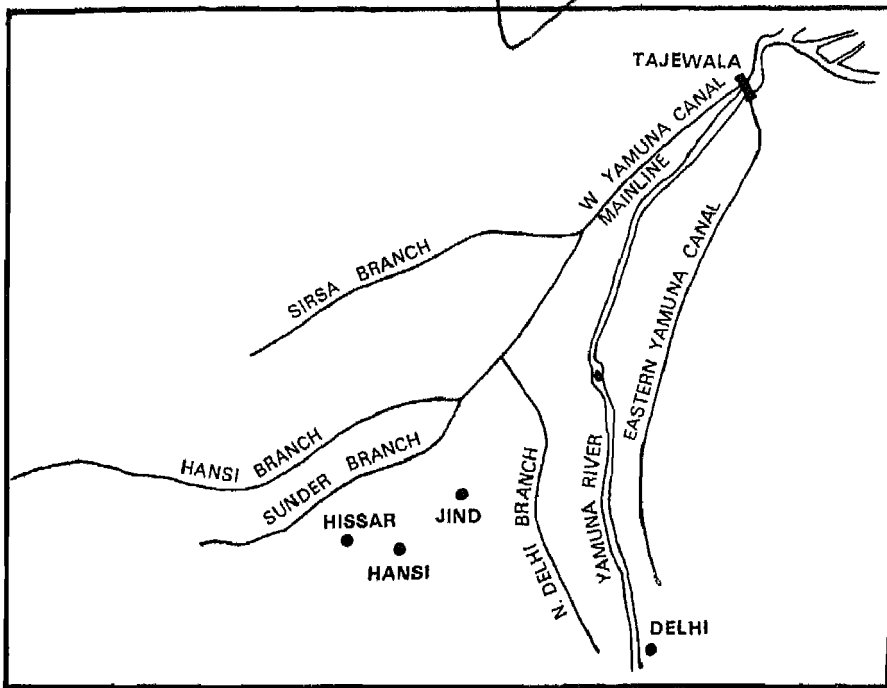 TAJEWALA
W YAMUNA CANAL
MAINLINE
SIRSA BRANCH
EASTERN YAMUNA CANAL
HANSI BRANCH
SUNDER BRANCH
YAMUNA RIVER
N. DELHI BRANCH
JIND
HISSAR
HANSI
DELHI